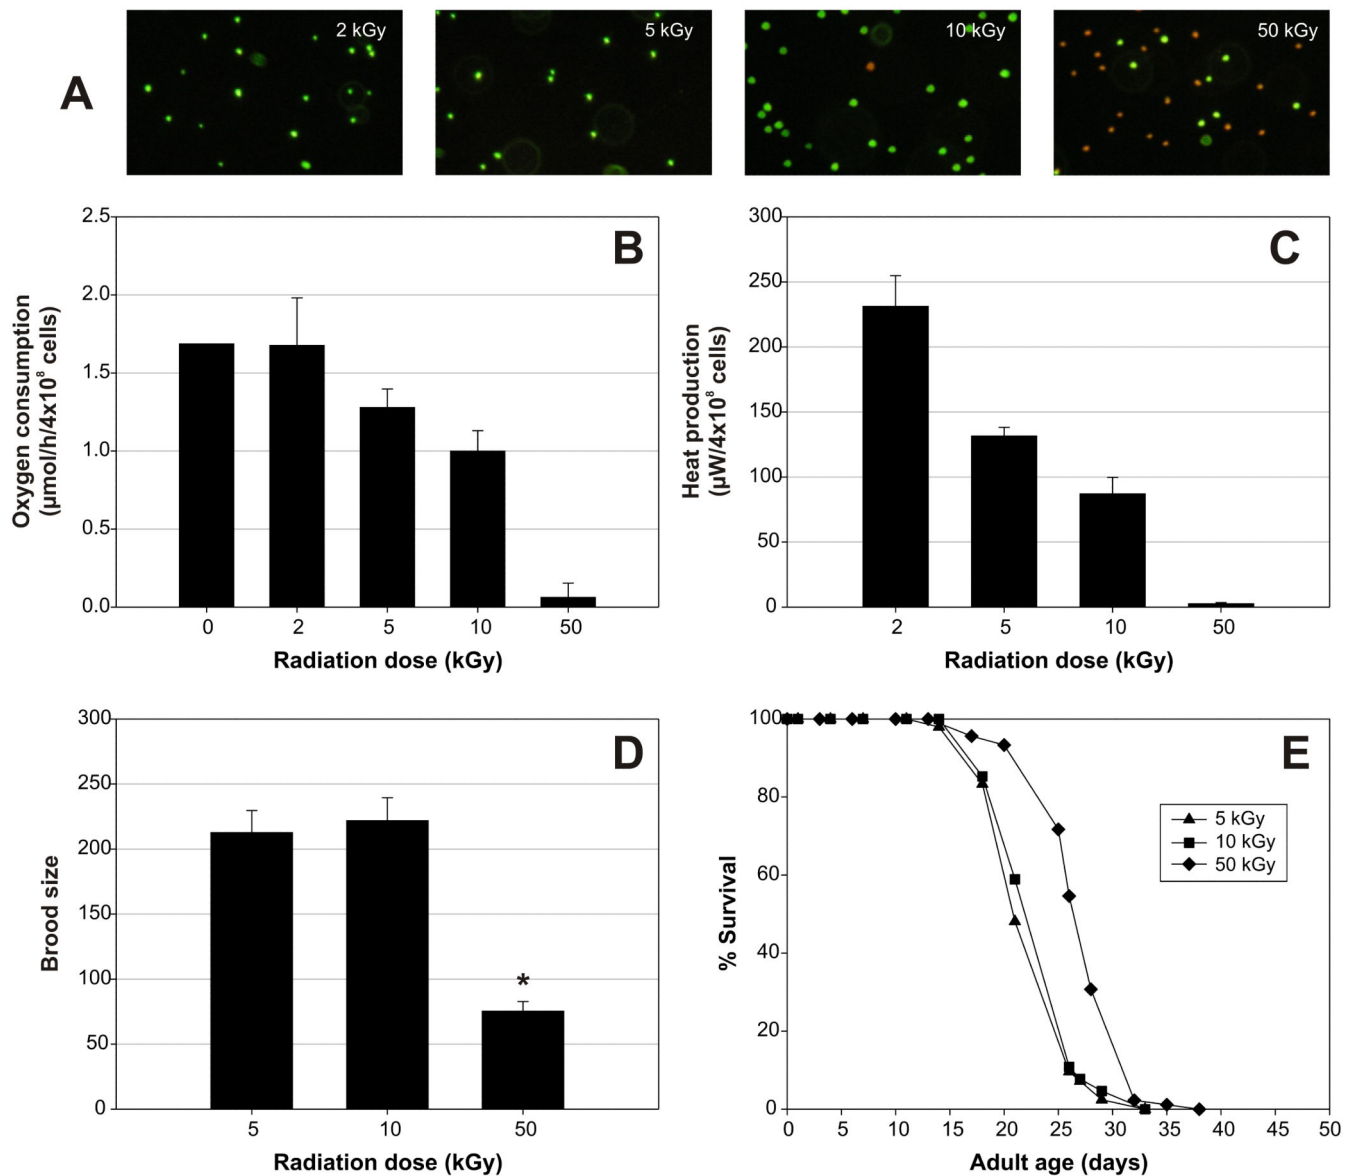 A
2 kGy
5 kGy
10 kGy
50 kGy
B
2.5
2.0
1.5
1.0
0.5
0.0
Oxygen consumption
(µmol/h/4x10⁸ cells)
0 2 5 10 50
Radiation dose (kGy)
C
300
250
200
150
100
50
0
Heat production
(µW/4x10⁸ cells)
2 5 10 50
Radiation dose (kGy)
D
300
250
200
150
100
50
0
Brood size
*
5 10 50
Radiation dose (kGy)
E
100
80
60
40
20
0
% Survival
5 kGy
10 kGy
50 kGy
0 5 10 15 20 25 30 35 40 45 50
Adult age (days)